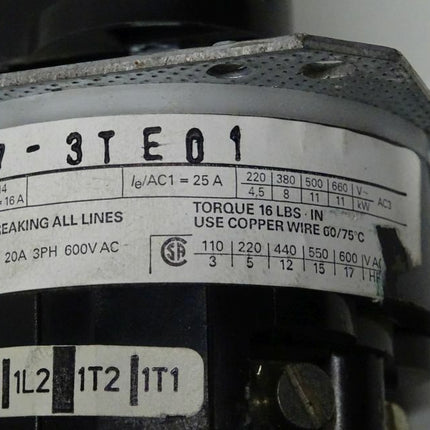 - 3TE01
14
= 16 A
Ie/AC1 = 25 A
220 380 500 660 V~
4,5 8 11 11 kW AC3
EAKING ALL LINES
20A 3PH 600V AC
TORQUE 16 LBS · IN
USE COPPER WIRE 60/75°C
110 220 440 550 600 V A
3 5 12 15 17 H
1L2 1T2 1T1